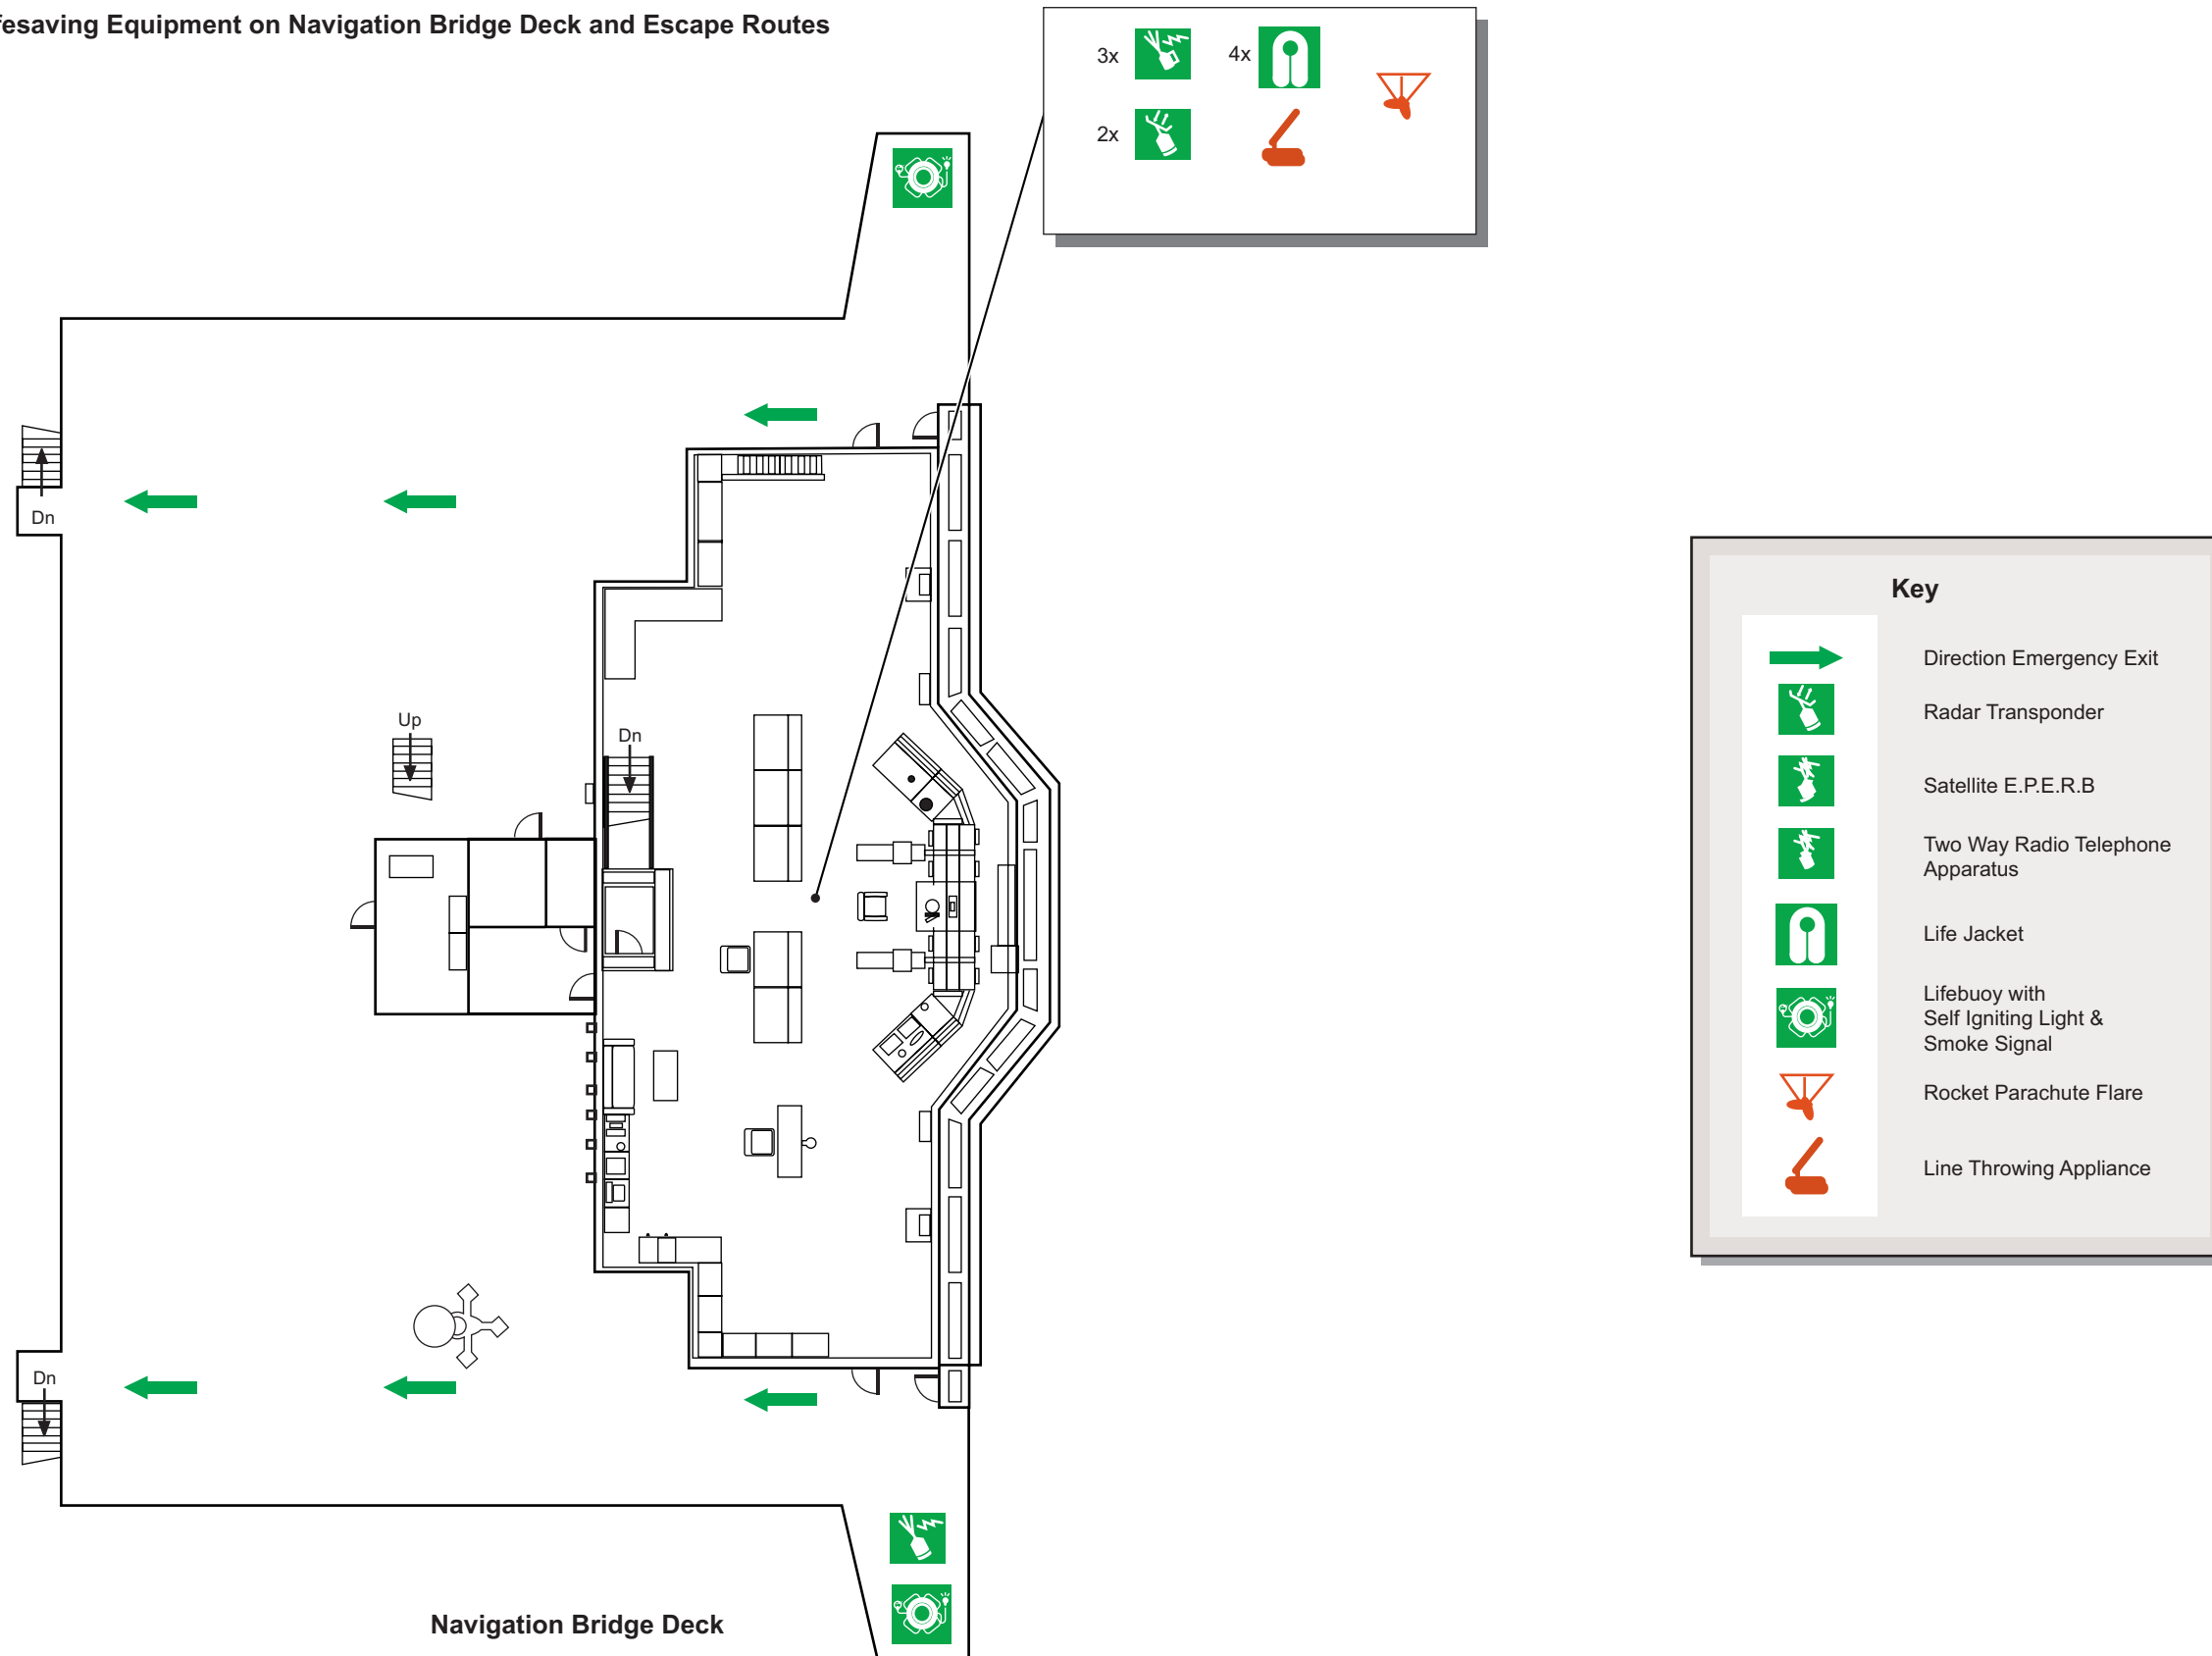 fesaving Equipment on Navigation Bridge Deck and Escape Routes
3x
4x
2x
Dn
Up
Dn
Dn
Navigation Bridge Deck
Key
Direction Emergency Exit
Radar Transponder
Satellite E.P.E.R.B
Two Way Radio Telephone
Apparatus
Life Jacket
Lifebuoy with
Self Igniting Light &
Smoke Signal
Rocket Parachute Flare
Line Throwing Appliance